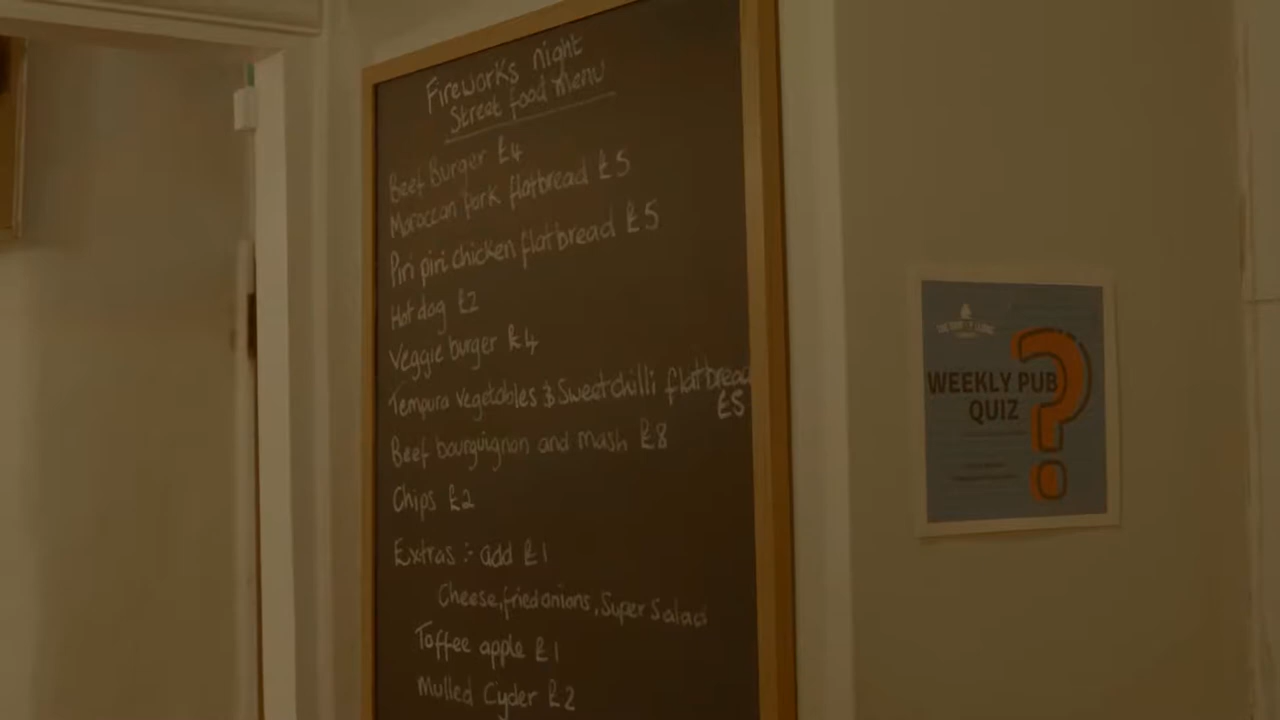 Fireworks night
Street food menu
Beef Burger £4
Moroccan Pork flatbread £5
Piri piri chicken flatbread £5
Hot dog £2
Veggie burger £4
Tempura Vegetables & Sweet chilli flatbread
£5
Beef bourguignon and mash £8
Chips £2
Extras :- add £1
Cheese, fried onions, Super Salad
Toffee apple £1
Mulled Cyder £2
WEEKLY PUB
QUIZ
?